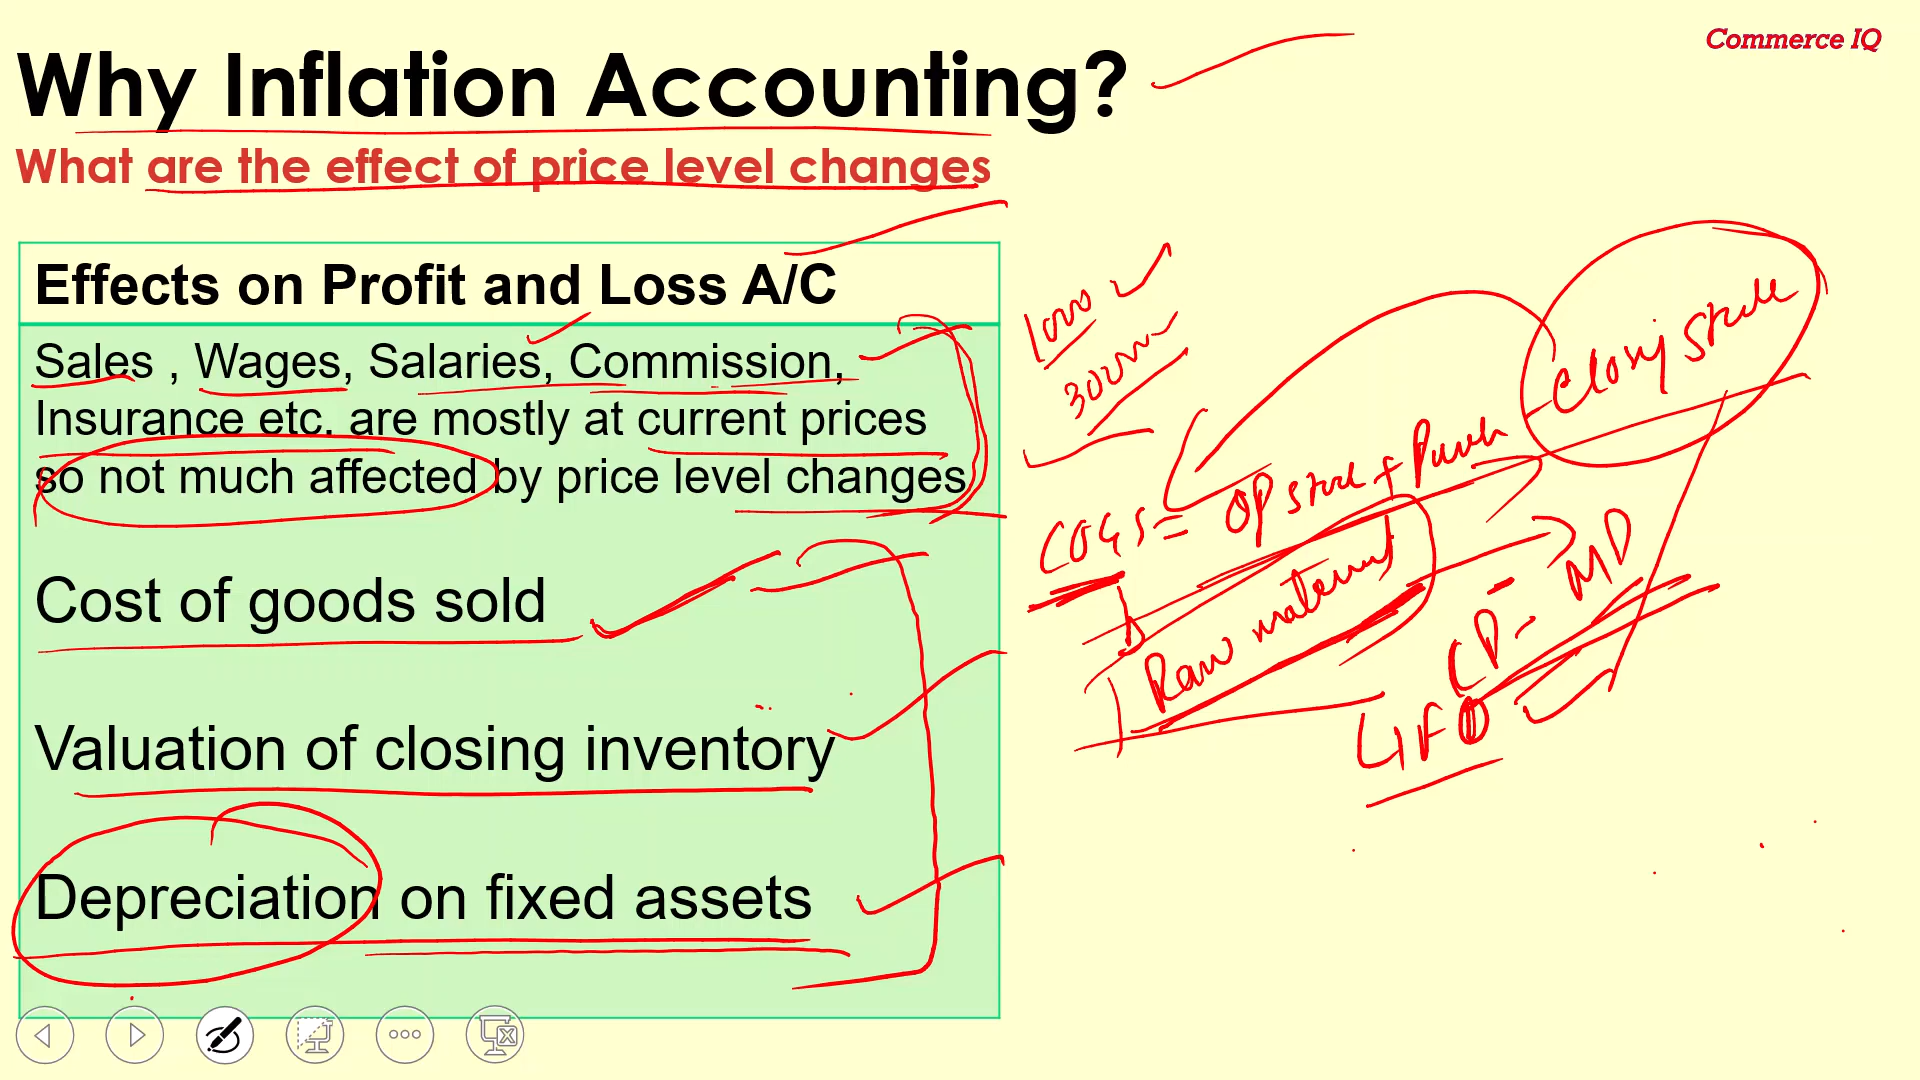 Commerce IQ
Why Inflation Accounting?
What are the effect of price level changes
Effects on Profit and Loss A/C
Sales , Wages, Salaries, Commission,
Insurance etc. are mostly at current prices
so not much affected by price level changes
Cost of goods sold
Valuation of closing inventory
Depreciation on fixed assets
1000
COGS = OP stock + Purch
Raw material
LIFO